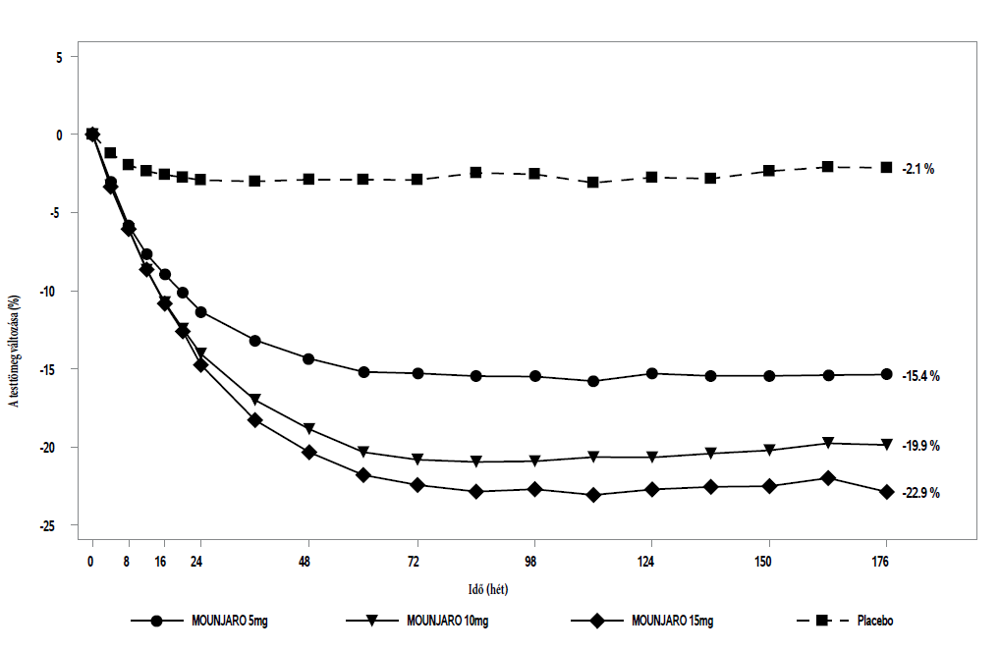 5
0
-2.1 %
-5
-10
-15
-15.4 %
-20
-19.9 %
-22.9 %
-25
A testtömeg változása (%)
0 8 16 24 48 72 98 124 150 176
Idő (hét)
MOUNJARO 5mg MOUNJARO 10mg MOUNJARO 15mg Placebo